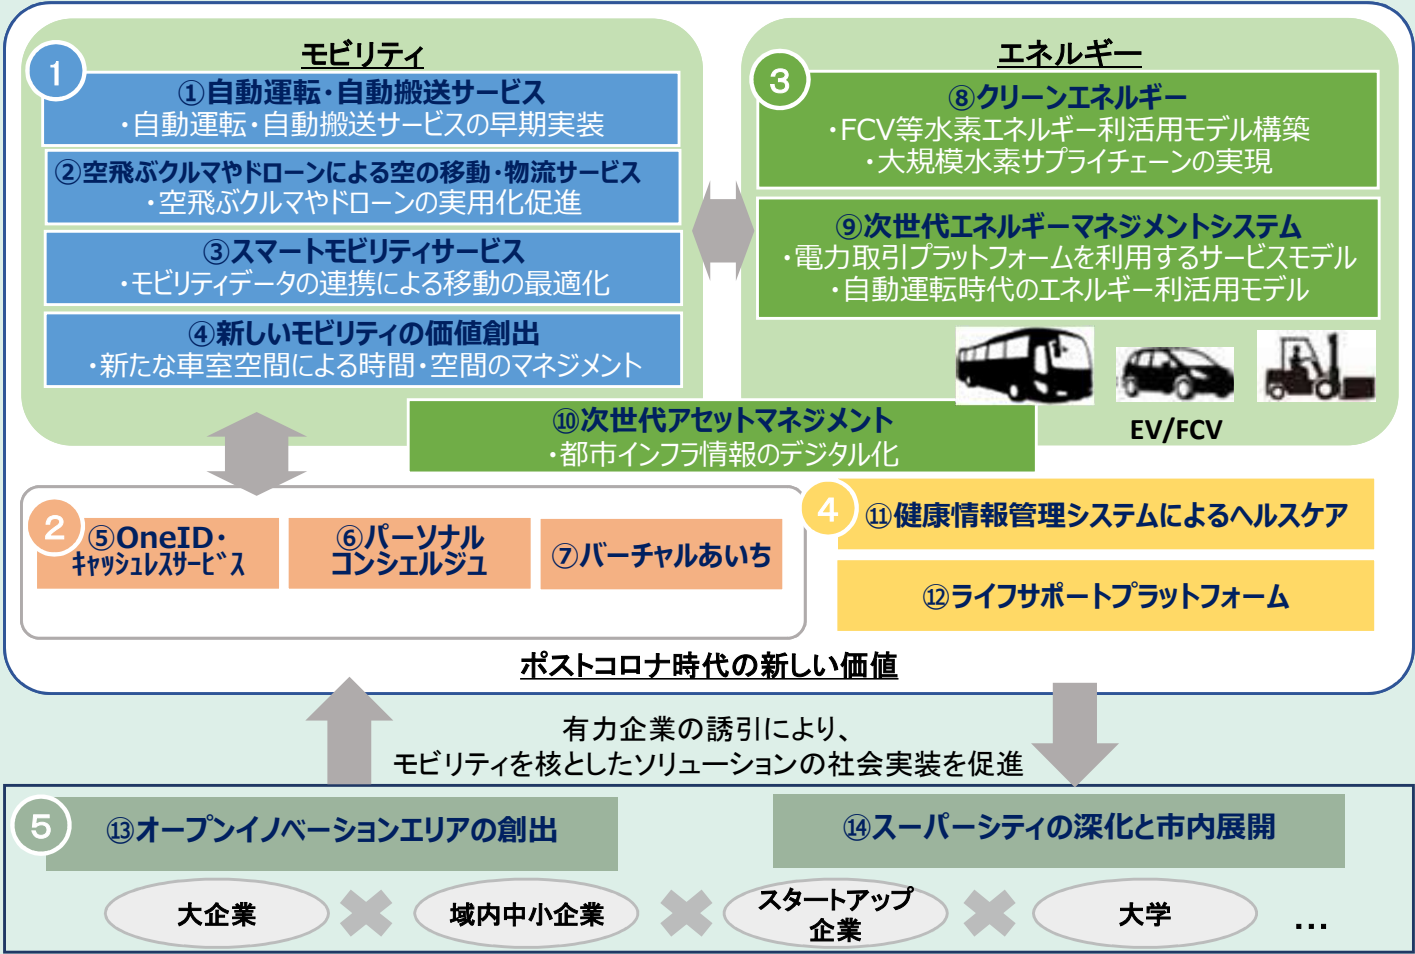 モビリティ
1
①自動運転・自動搬送サービス
・自動運転・自動搬送サービスの早期実装
②空飛ぶクルマやドローンによる空の移動・物流サービス
・空飛ぶクルマやドローンの実用化促進
③スマートモビリティサービス
・モビリティデータの連携による移動の最適化
④新しいモビリティの価値創出
・新たな車室空間による時間・空間のマネジメント
エネルギー
3
⑧クリーンエネルギー
・FCV等水素エネルギー利活用モデル構築
・大規模水素サプライチェーンの実現
⑨次世代エネルギーマネジメントシステム
・電力取引プラットフォームを利用するサービスモデル
・自動運転時代のエネルギー利活用モデル
EV/FCV
⑩次世代アセットマネジメント
・都市インフラ情報のデジタル化
2
⑤OneID・
ｷｬｯｼｭﾚｽｻｰﾋﾞｽ
⑥パーソナル
コンシェルジュ
⑦バーチャルあいち
4
⑪健康情報管理システムによるヘルスケア
⑫ライフサポートプラットフォーム
ポストコロナ時代の新しい価値
有力企業の誘引により、
モビリティを核としたソリューションの社会実装を促進
5
⑬オープンイノベーションエリアの創出
⑭スーパーシティの深化と市内展開
大企業
域内中小企業
スタートアップ
企業
大学
…